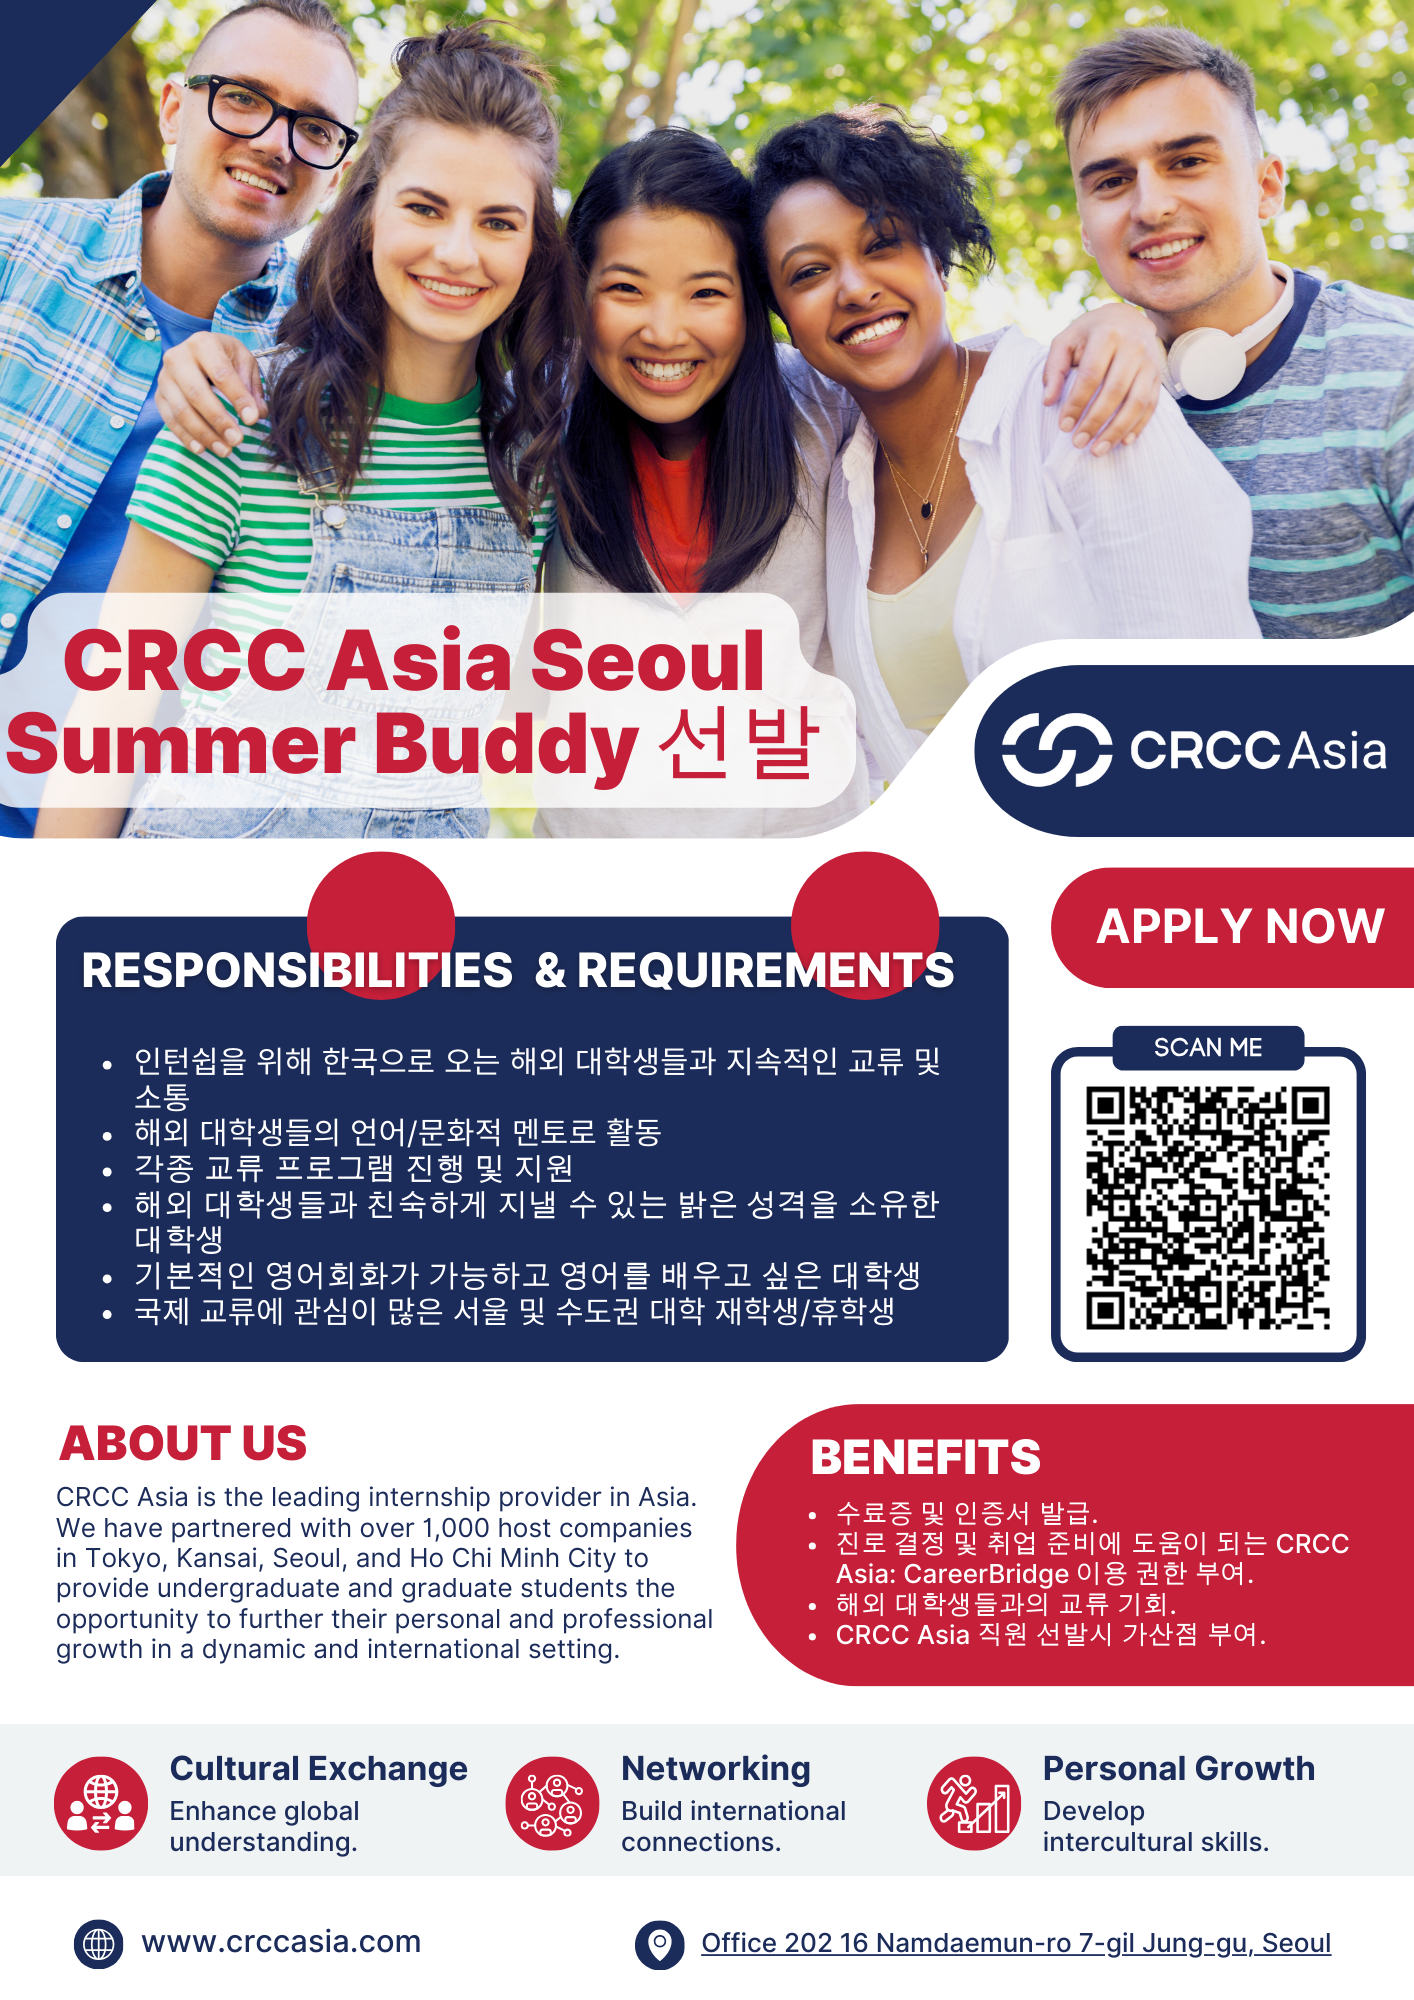 CRCC Asia Seoul
Summer Buddy 선발
CRCC Asia
APPLY NOW
RESPONSIBILITIES & REQUIREMENTS
• 인턴쉽을 위해 한국으로 오는 해외 대학생들과 지속적인 교류 및
소통
• 해외 대학생들의 언어/문화적 멘토로 활동
• 각종 교류 프로그램 진행 및 지원
• 해외 대학생들과 친숙하게 지낼 수 있는 밝은 성격을 소유한
대학생
• 기본적인 영어회화가 가능하고 영어를 배우고 싶은 대학생
• 국제 교류에 관심이 많은 서울 및 수도권 대학 재학생/휴학생
SCAN ME
ABOUT US
CRCC Asia is the leading internship provider in Asia.
We have partnered with over 1,000 host companies
in Tokyo, Kansai, Seoul, and Ho Chi Minh City to
provide undergraduate and graduate students the
opportunity to further their personal and professional
growth in a dynamic and international setting.
BENEFITS
• 수료증 및 인증서 발급.
• 진로 결정 및 취업 준비에 도움이 되는 CRCC
Asia: CareerBridge 이용 권한 부여.
• 해외 대학생들과의 교류 기회.
• CRCC Asia 직원 선발시 가산점 부여.
Cultural Exchange
Enhance global
understanding.
Networking
Build international
connections.
Personal Growth
Develop
intercultural skills.
www.crccasia.com
Office 202 16 Namdaemun-ro 7-gil Jung-gu, Seoul